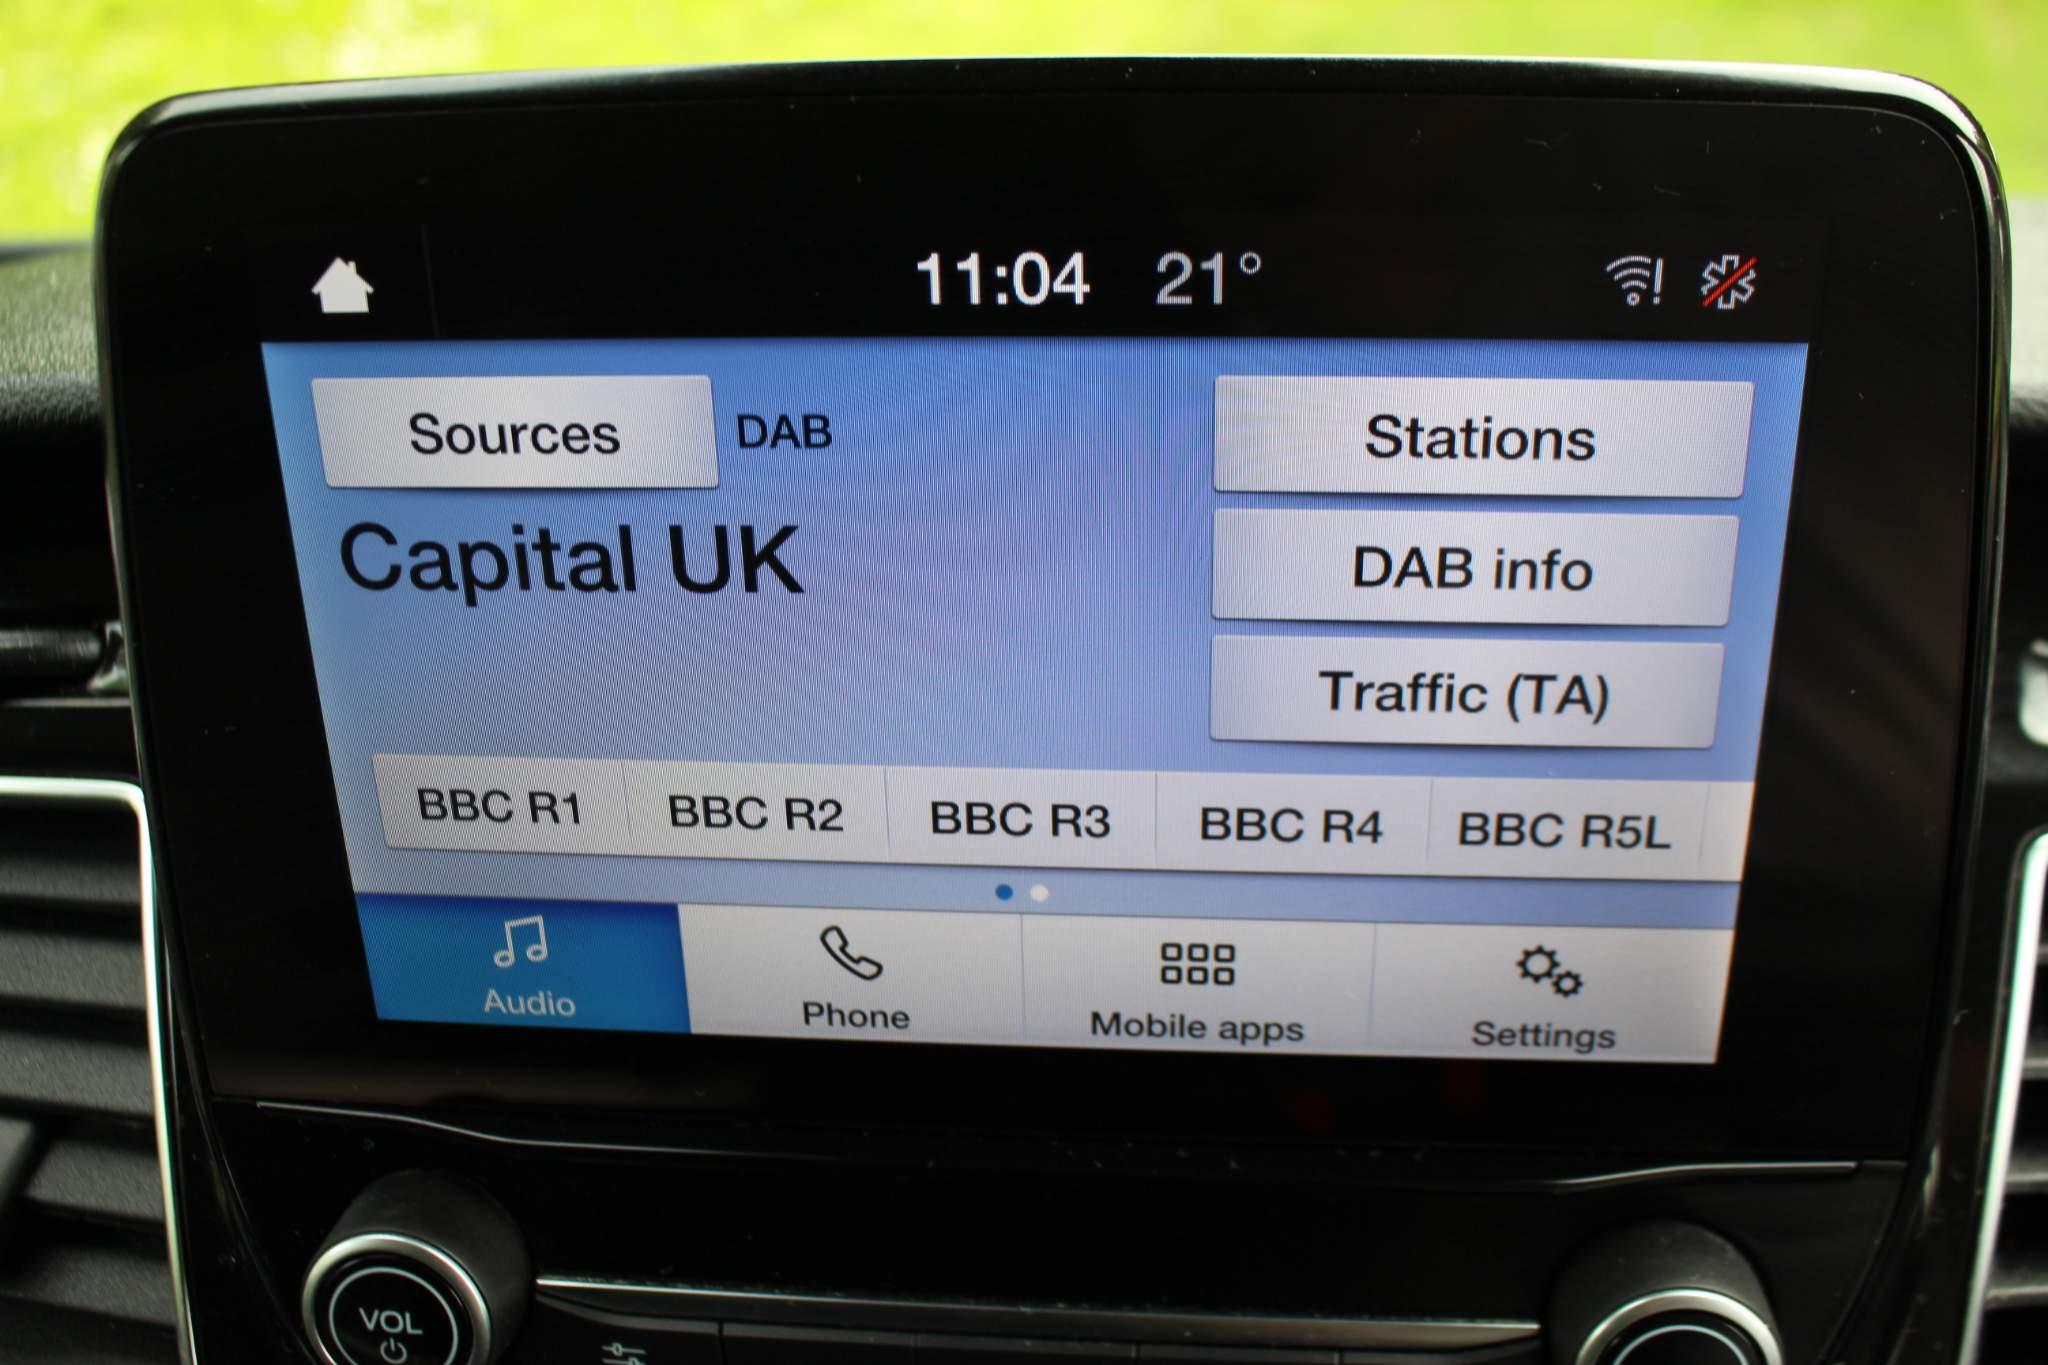 11:04 21°
Sources DAB
Stations
Capital UK
DAB info
Traffic (TA)
BBC R1 BBC R2 BBC R3 BBC R4 BBC R5L
Audio Phone Mobile apps Settings
VOL